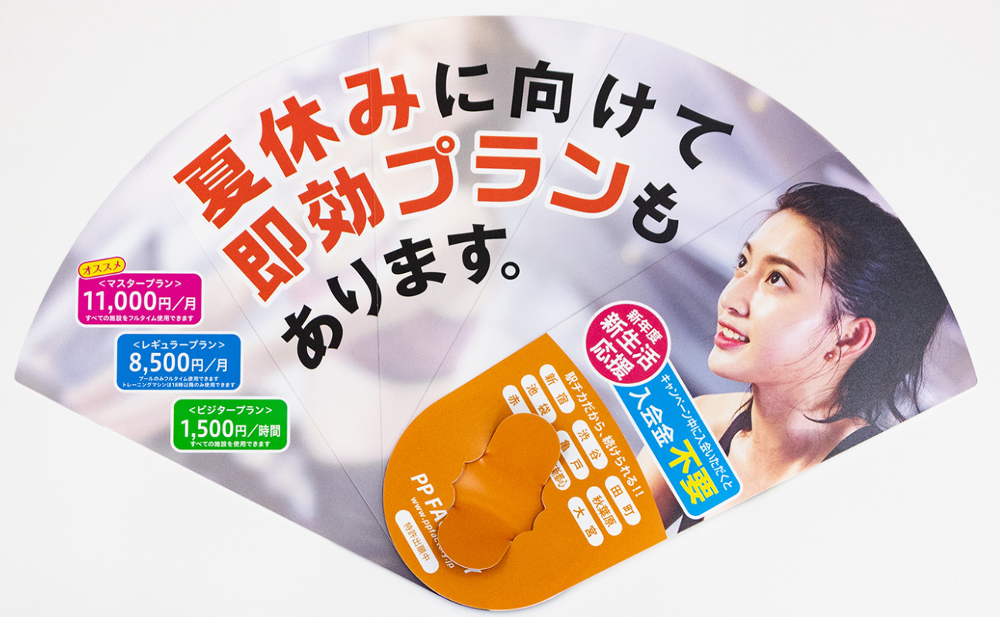 夏休みに向けて
即効プランも
あります。
オススメ
＜マスタープラン＞
11,000円／月
すべての施設をフルタイム使用できます
＜レギュラープラン＞
8,500円／月
プールのみフルタイム使用できます
トレーニングマシンは18時以降のみ使用できます
＜ビジタープラン＞
1,500円／時間
すべての施設を使用できます
新年度
新生活
応援
キャンペーン中に入会いただくと
入会金 不要
駅チカだから、続けられる!!
新宿 渋谷 田町
池袋 亀戸 秋葉原
赤 新都心 大宮
PP FA Y
www.ppfactory.jp
特許出願中